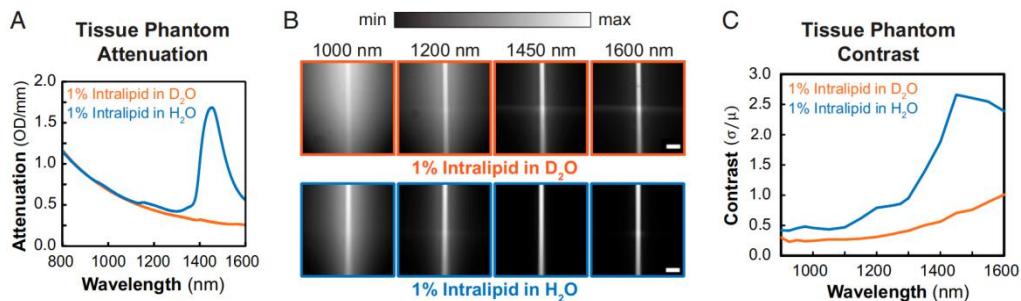 A
Tissue Phantom
Attenuation
Attenuation (OD/mm)
2.0
1.5
1.0
0.5
0.0
1% Intralipid in D₂O
1% Intralipid in H₂O
800 1000 1200 1400 1600
Wavelength (nm)
B
min max
1000 nm 1200 nm 1450 nm 1600 nm
1% Intralipid in D₂O
1% Intralipid in H₂O
C
Tissue Phantom
Contrast
Contrast (σ/μ)
3.0
2.5
2.0
1.5
1.0
0.5
0
1% Intralipid in D₂O
1% Intralipid in H₂O
1000 1200 1400 1600
Wavelength (nm)